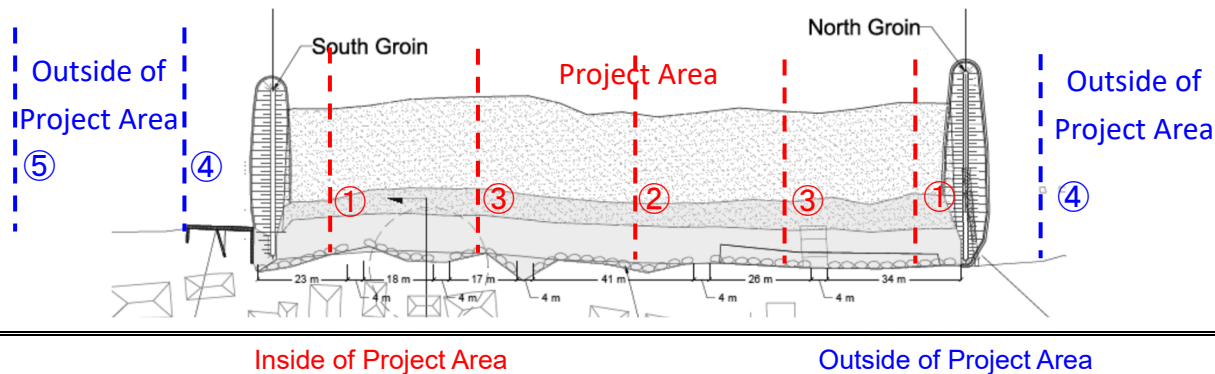 South Groin
North Groin
Outside of
Project Area
⑤
④
Project Area
Outside of
Project Area
④
①
③
②
③
①
23 m
18 m
17 m
41 m
26 m
34 m
4 m
4 m
4 m
4 m
4 m
Inside of Project Area
Outside of Project Area